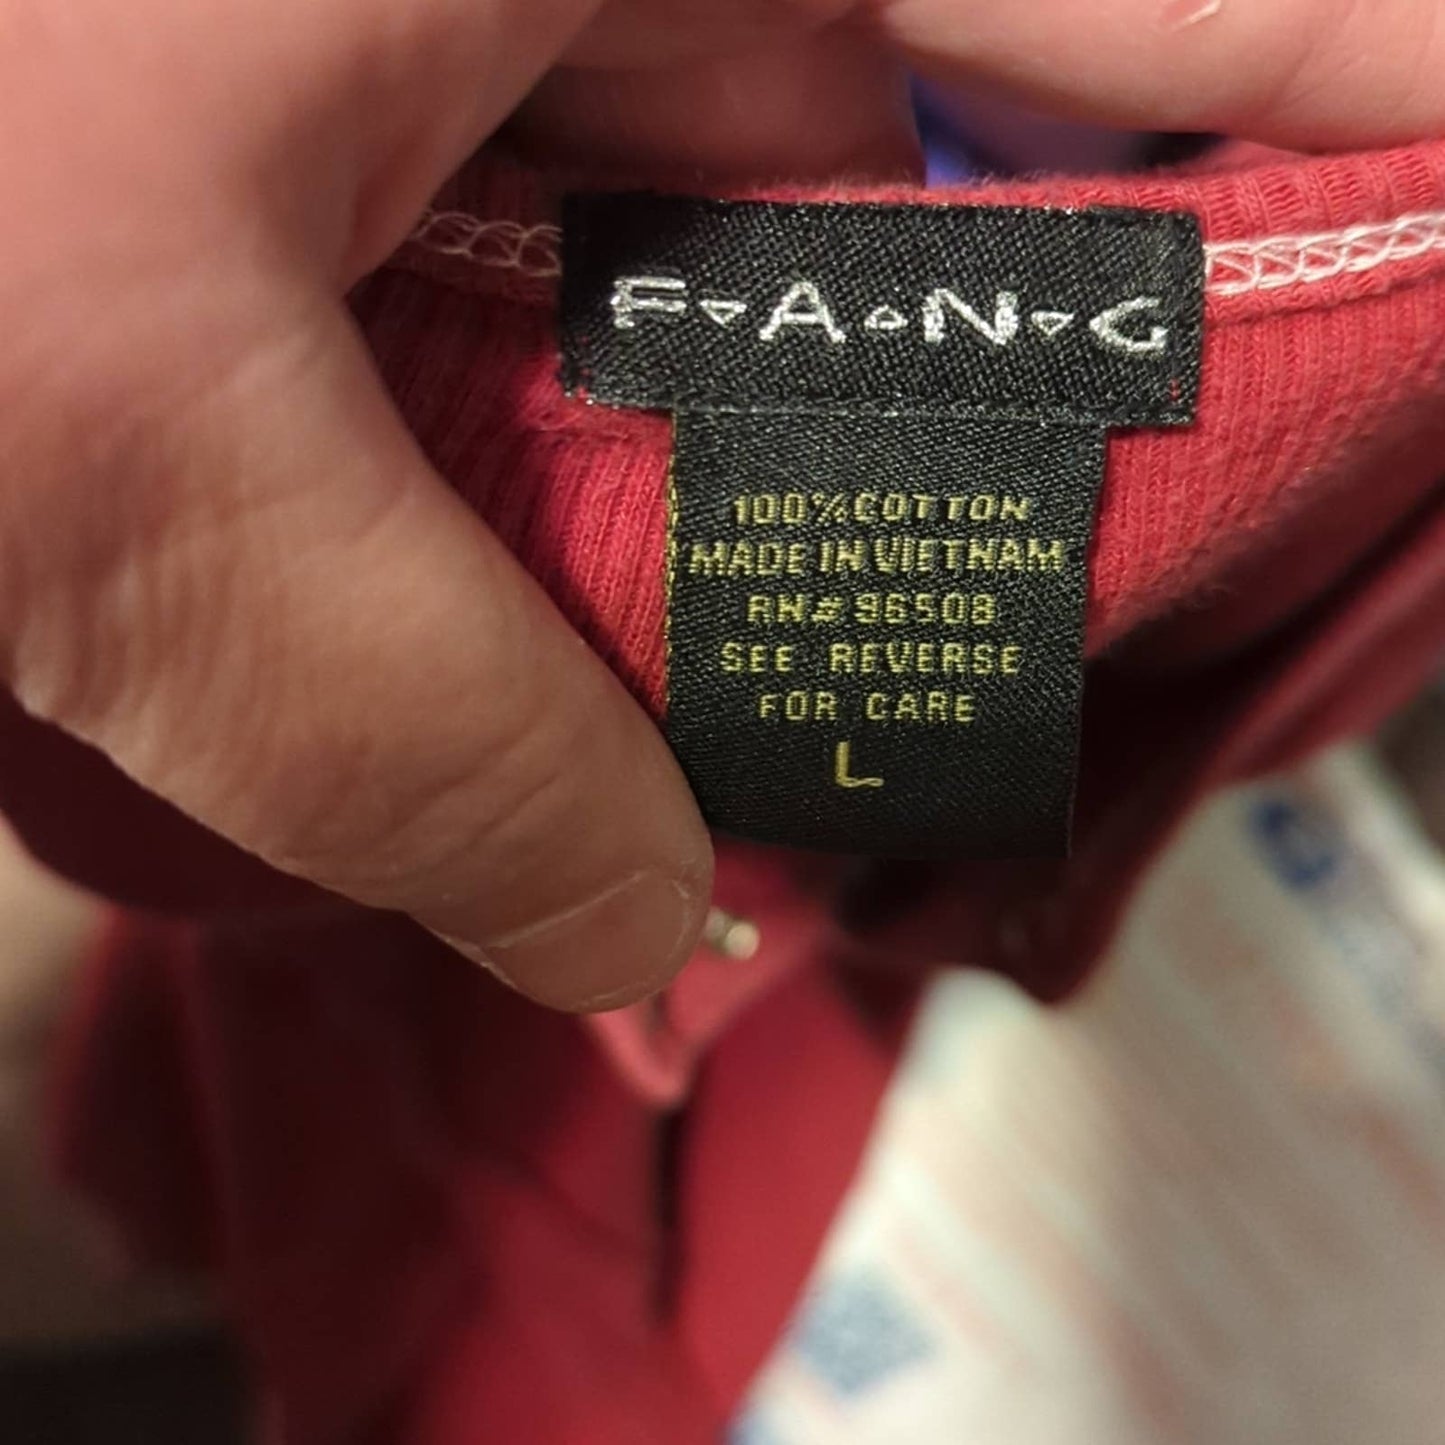 F·A·N·G
100% COTTON
MADE IN VIETNAM
RN# 96508
SEE REVERSE
FOR CARE
L